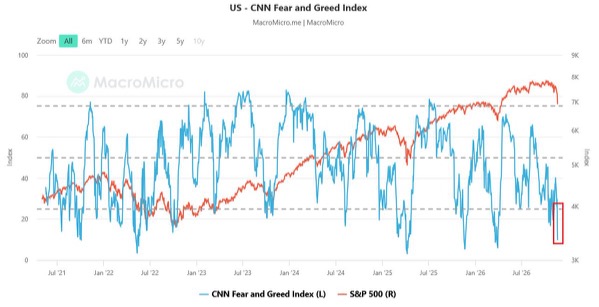 US - CNN Fear and Greed Index
MacroMicro.me | MacroMicro
Zoom All 6m YTD 1y 2y 3y 5y 10y
MacroMicro
100
80
60
40
20
0
Index
9K
8K
7K
6K
5K
4K
3K
Index
Jul '21 Jan '22 Jul '22 Jan '23 Jul '23 Jan '24 Jul '24 Jan '25 Jul '25 Jan '26 Jul '26
CNN Fear and Greed Index (L) S&P 500 (R)